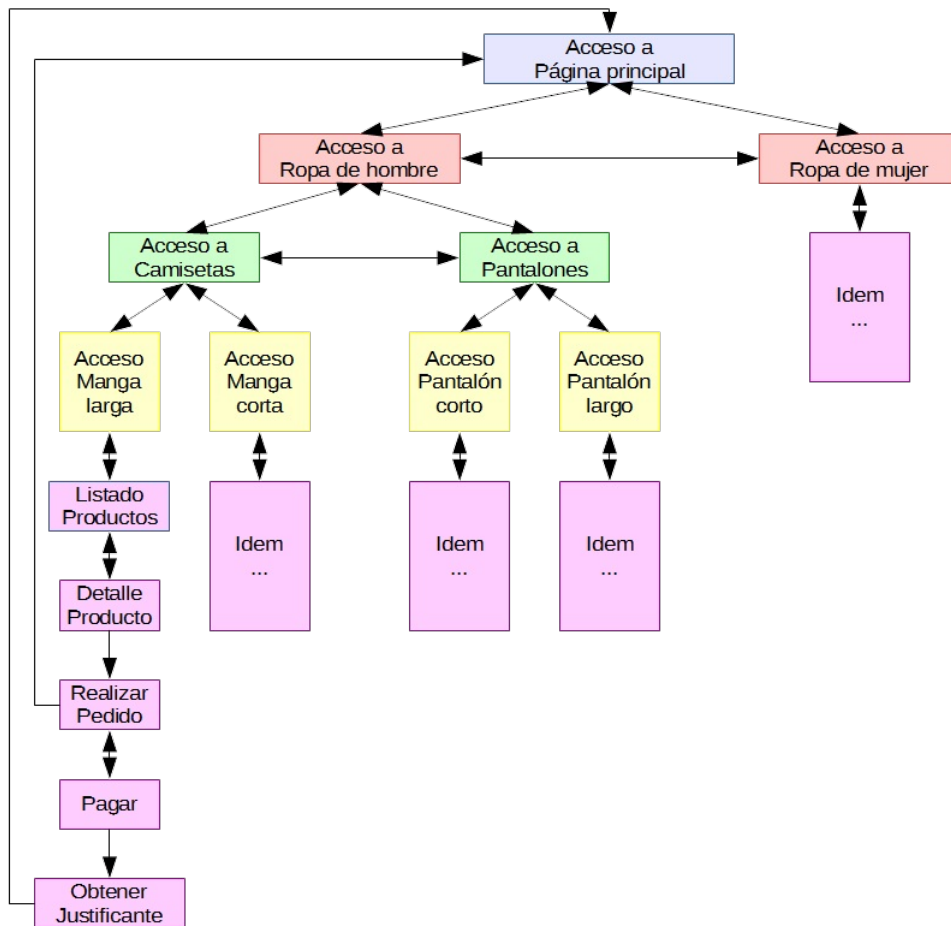 Acceso a
Página principal
Acceso a
Ropa de hombre
Acceso a
Ropa de mujer
Acceso a
Camisetas
Acceso a
Pantalones
Idem
...
Acceso
Manga
larga
Acceso
Manga
corta
Acceso
Pantalón
corto
Acceso
Pantalón
largo
Listado
Productos
Idem
...
Idem
...
Idem
...
Detalle
Producto
Realizar
Pedido
Pagar
Obtener
Justificante